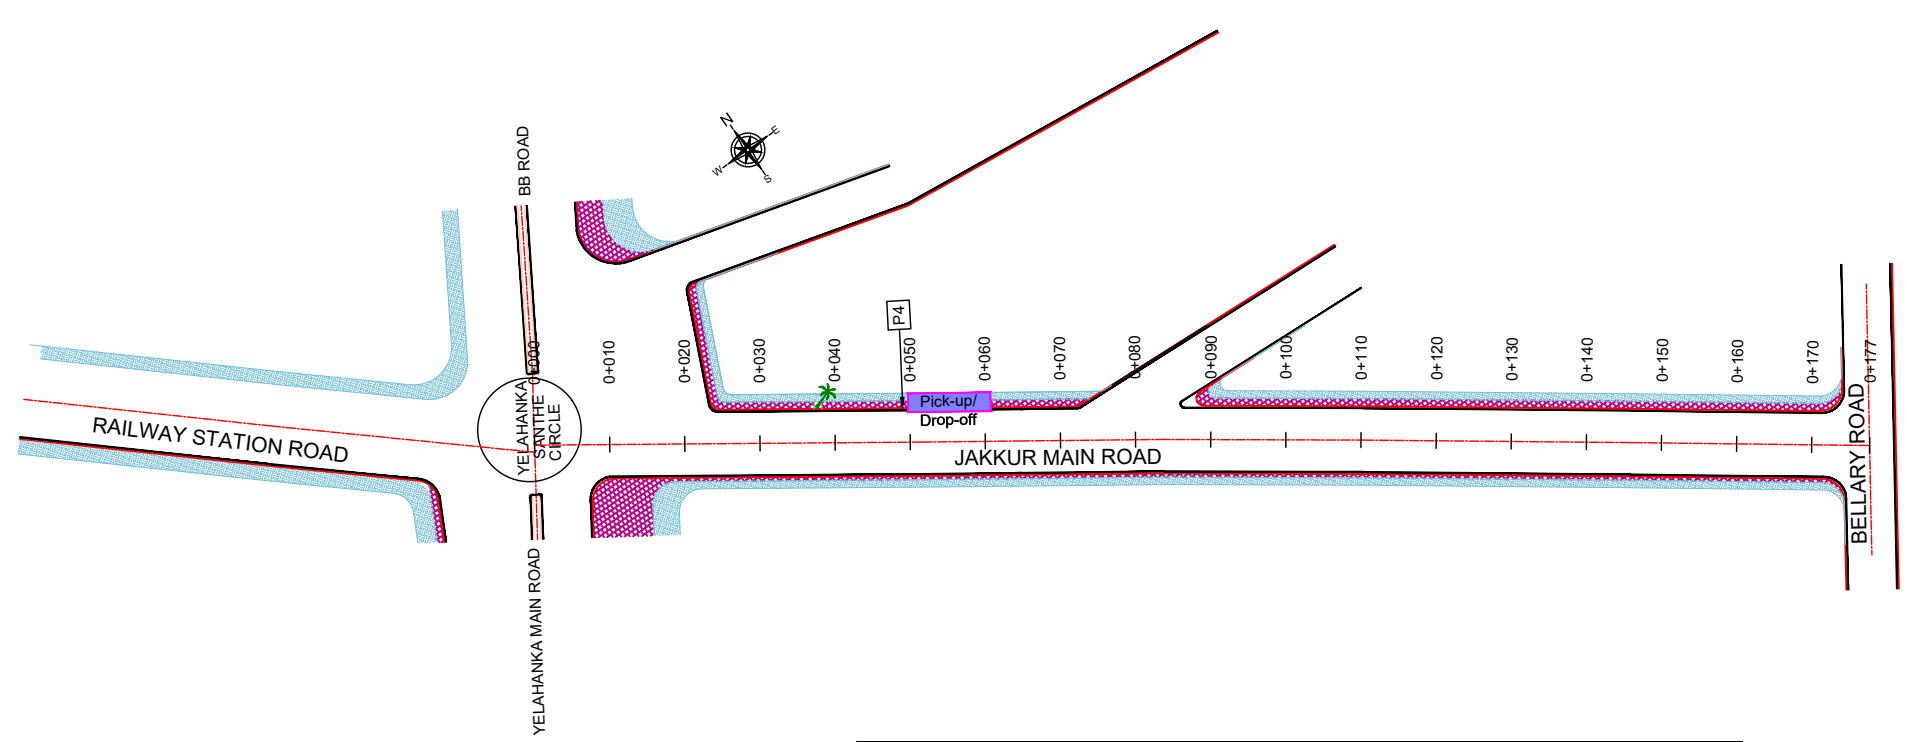 N
E
W
S
BB ROAD
P4
0+000
0+010
0+020
0+030
0+040
0+050
0+060
0+070
0+080
0+090
0+100
0+110
0+120
0+130
0+140
0+150
0+160
0+170
0+177
YELAHANKA
SANTHE
CIRCLE
Pick-up/
Drop-off
RAILWAY STATION ROAD
JAKKUR MAIN ROAD
BELLARY ROAD
YELAHANKA MAIN ROAD